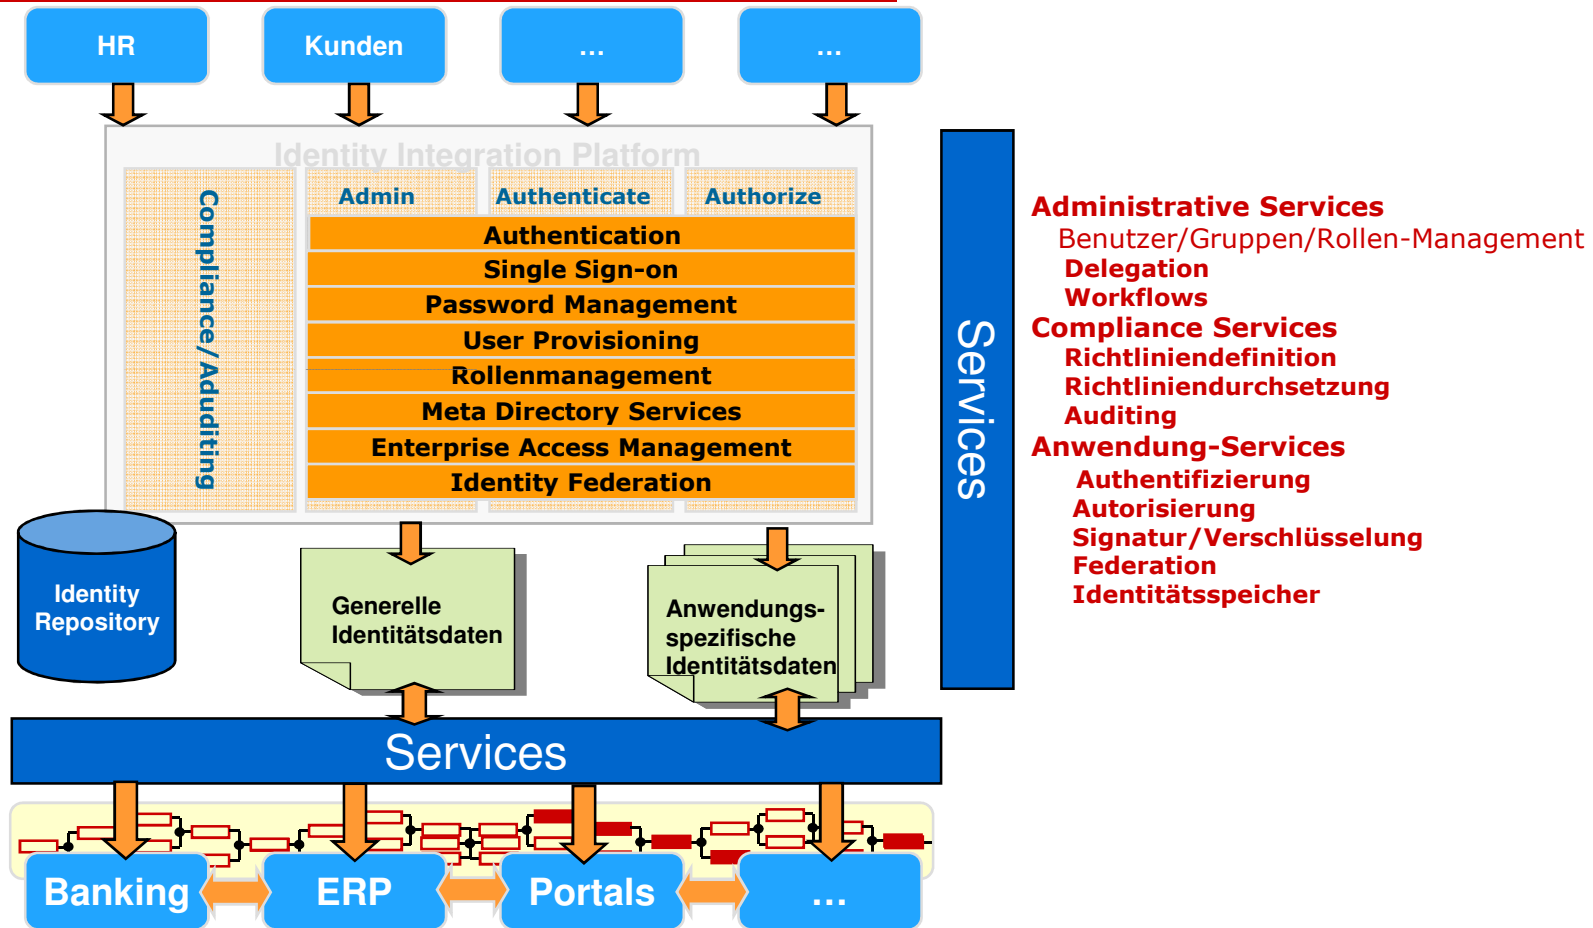 HR
Kunden
...
...
Identity Integration Platform
Compliance/Aduditing
Admin
Authenticate
Authorize
Authentication
Single Sign-on
Password Management
User Provisioning
Rollenmanagement
Meta Directory Services
Enterprise Access Management
Identity Federation
Identity
Repository
Generelle
Identitätsdaten
Anwendungs-
spezifische
Identitätsdaten
Services
Banking
ERP
Portals
...
Services
Administrative Services
Benutzer/Gruppen/Rollen-Management
Delegation
Workflows
Compliance Services
Richtliniendefinition
Richtliniendurchsetzung
Auditing
Anwendung-Services
Authentifizierung
Autorisierung
Signatur/Verschlüsselung
Federation
Identitätsspeicher